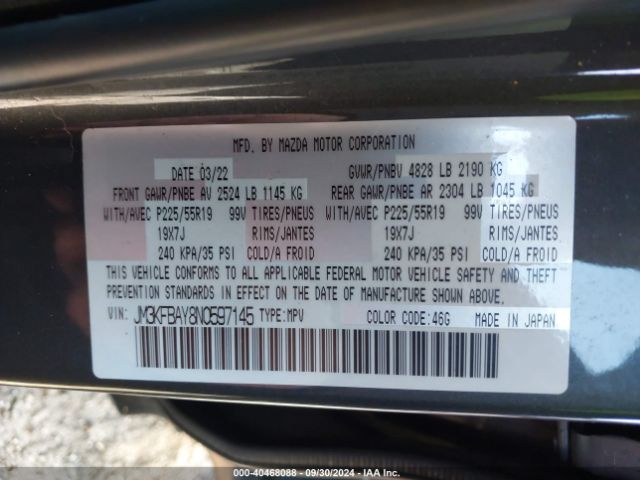 MFD. BY MAZDA MOTOR CORPORATION
DATE 03/22 GVWR/PNBV 4828 LB 2190 KG
FRONT GAWR/PNBE AV 2524 LB 1145 KG REAR GAWR/PNBE AR 2304 LB 1045 KG
WITH/AVEC P225/55R19 99V TIRES/PNEUS WITH/AVEC P225/55R19 99V TIRES/PNEUS
19X7J RIMS/JANTES 19X7J RIMS/JANTES
240 KPA/35 PSI COLD/A FROID 240 KPA/35 PSI COLD/A FROID
THIS VEHICLE CONFORMS TO ALL APPLICABLE FEDERAL MOTOR VEHICLE SAFETY AND THEFT
PREVENTION STANDARDS IN EFFECT ON THE DATE OF MANUFACTURE SHOWN ABOVE.
VIN: JM3KFBAY8N0597145 TYPE:MPV COLOR CODE:46G MADE IN JAPAN
000-40468088 - 09/30/2024 - IAA Inc.